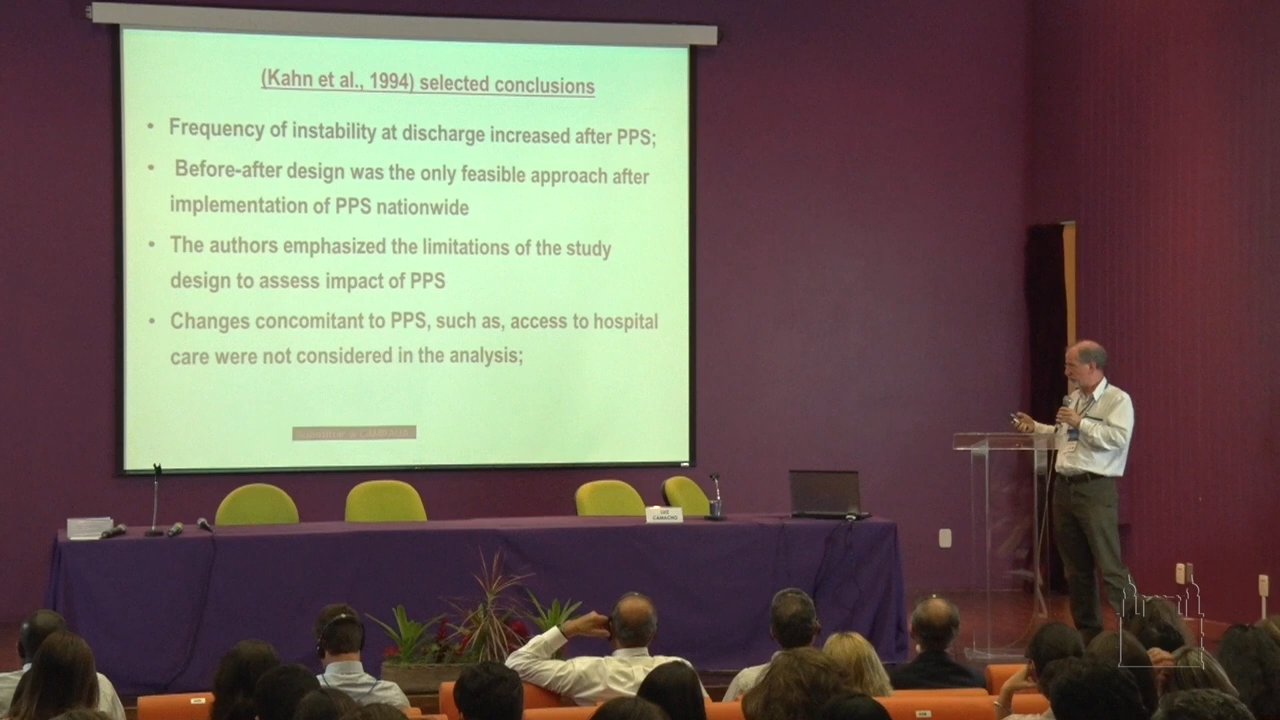 (Kahn et al., 1994) selected conclusions
• Frequency of instability at discharge increased after PPS;
• Before-after design was the only feasible approach after
implementation of PPS nationwide
• The authors emphasized the limitations of the study
design to assess impact of PPS
• Changes concomitant to PPS, such as, access to hospital
care were not considered in the analysis;
LUIZ
CAMACHO